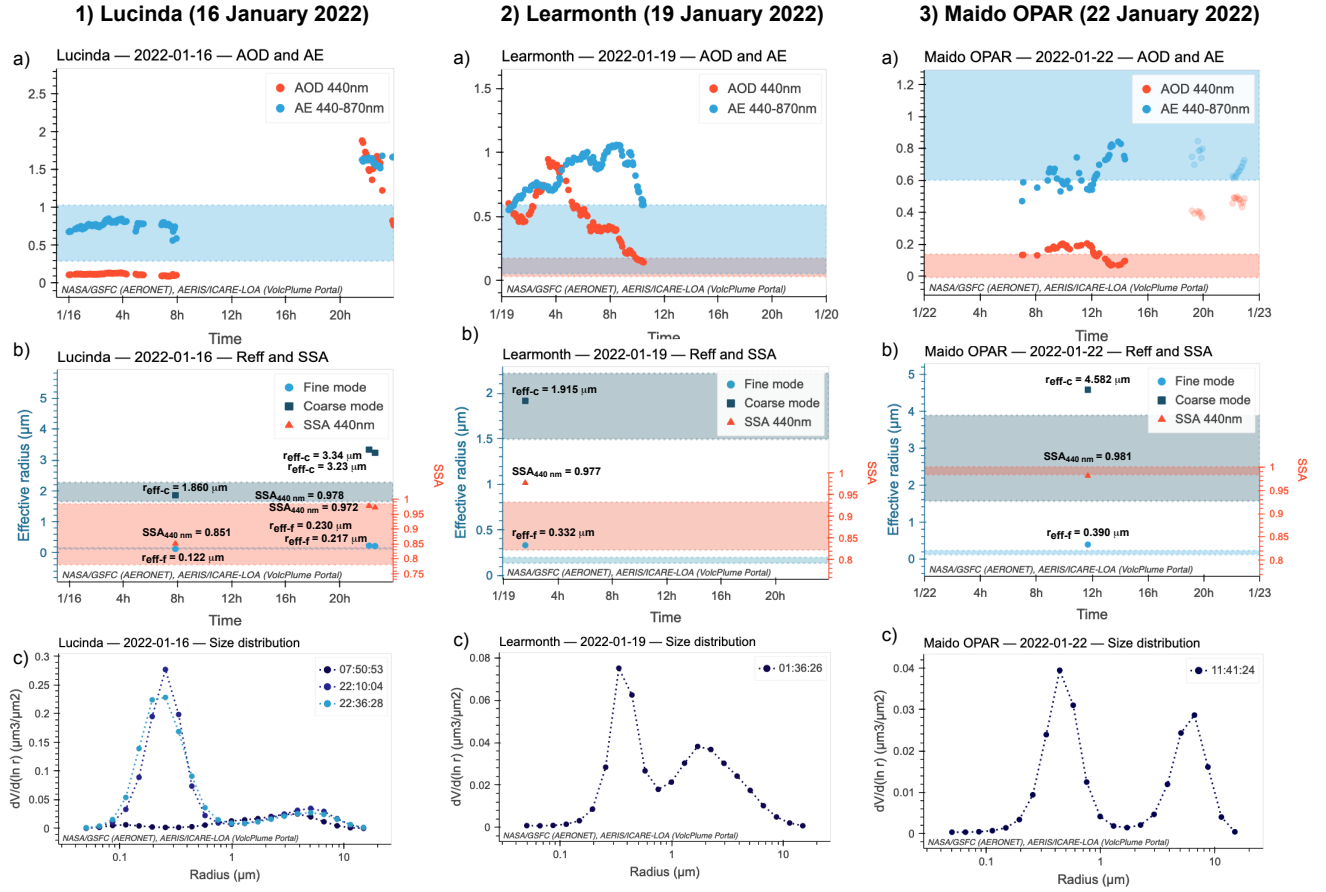 1) Lucinda (16 January 2022)
2) Learmonth (19 January 2022)
3) Maido OPAR (22 January 2022)
a)
Lucinda — 2022-01-16 — AOD and AE
AOD 440nm
AE 440-870nm
2.5
2
1.5
1
0.5
0
NASA/GSFC (AERONET), AERIS/ICARE-LOA (VolcPlume Portal)
1/16
4h
8h
12h
16h
20h
Time
a)
Learmonth — 2022-01-19 — AOD and AE
AOD 440nm
AE 440-870nm
1.5
1
0.5
0
NASA/GSFC (AERONET), AERIS/ICARE-LOA (VolcPlume Portal)
1/19
4h
8h
12h
16h
20h
1/20
Time
a)
Maido OPAR — 2022-01-22 — AOD and AE
AOD 440nm
AE 440-870nm
1.2
1
0.8
0.6
0.4
0.2
0
NASA/GSFC (AERONET), AERIS/ICARE-LOA (VolcPlume Portal)
1/22
4h
8h
12h
16h
20h
1/23
Time
b)
Lucinda — 2022-01-16 — Reff and SSA
Fine mode
Coarse mode
SSA 440nm
Effective radius (μm)
5
4
3
2
1
0
reff-c = 3.34 μm
reff-c = 3.23 μm
reff-c = 1.860 μm
SSA440 nm = 0.978
SSA440 nm = 0.972
SSA440 nm = 0.851
reff-f = 0.230 μm
reff-f = 0.217 μm
reff-f = 0.122 μm
SSA
1
0.95
0.9
0.85
0.8
0.75
NASA/GSFC (AERONET), AERIS/ICARE-LOA (VolcPlume Portal)
1/16
4h
8h
12h
16h
20h
Time
b)
Learmonth — 2022-01-19 — Reff and SSA
Fine mode
Coarse mode
SSA 440nm
Effective radius (μm)
2
1.5
1
0.5
0
reff-c = 1.915 μm
SSA440 nm = 0.977
reff-f = 0.332 μm
SSA
1
0.95
0.9
0.85
0.8
NASA/GSFC (AERONET), AERIS/ICARE-LOA (VolcPlume Portal)
1/19
4h
8h
12h
16h
20h
Time
b)
Maido OPAR — 2022-01-22 — Reff and SSA
Fine mode
Coarse mode
SSA 440nm
Effective radius (μm)
5
4
3
2
1
0
reff-c = 4.582 μm
SSA440 nm = 0.981
reff-f = 0.390 μm
SSA
1
0.95
0.9
0.85
0.8
NASA/GSFC (AERONET), AERIS/ICARE-LOA (VolcPlume Portal)
1/22
4h
8h
12h
16h
20h
1/23
Time
c)
Lucinda — 2022-01-16 — Size distribution
07:50:53
22:10:04
22:36:28
dV/d(ln r) (μm3/μm2)
0.3
0.25
0.2
0.15
0.1
0.05
0
NASA/GSFC (AERONET), AERIS/ICARE-LOA (VolcPlume Portal)
0.1
1
10
Radius (μm)
c)
Learmonth — 2022-01-19 — Size distribution
01:36:26
dV/d(ln r) (μm3/μm2)
0.08
0.06
0.04
0.02
0
NASA/GSFC (AERONET), AERIS/ICARE-LOA (VolcPlume Portal)
0.1
1
10
Radius (μm)
c)
Maido OPAR — 2022-01-22 — Size distribution
11:41:24
dV/d(ln r) (μm3/μm2)
0.04
0.03
0.02
0.01
0
NASA/GSFC (AERONET), AERIS/ICARE-LOA (VolcPlume Portal)
0.1
1
10
Radius (μm)